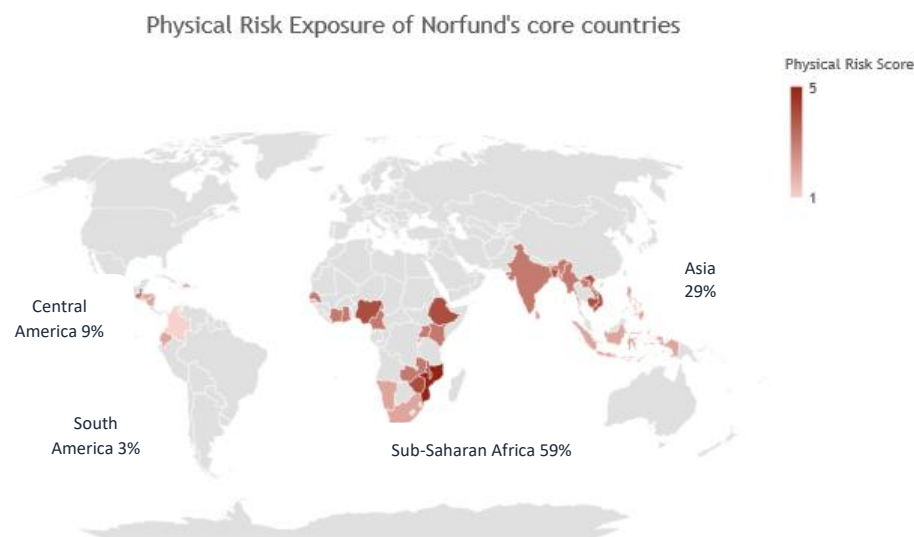 Physical Risk Exposure of Norfund's core countries
Physical Risk Score
5
1
Asia
29%
Central
America 9%
South
America 3%
Sub-Saharan Africa 59%